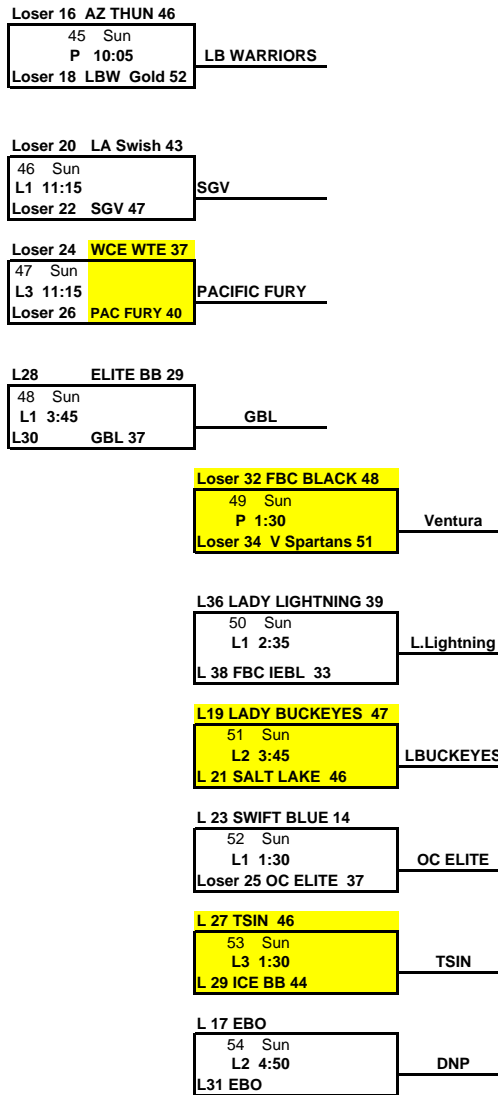 Loser 16 AZ THUN 46
45 Sun
P 10:05 LB WARRIORS
Loser 18 LBW Gold 52
Loser 20 LA Swish 43
46 Sun
L1 11:15 SGV
Loser 22 SGV 47
Loser 24 WCE WTE 37
47 Sun
L3 11:15 PACIFIC FURY
Loser 26 PAC FURY 40
L28 ELITE BB 29
48 Sun
L1 3:45 GBL
L30 GBL 37
Loser 32 FBC BLACK 48
49 Sun
P 1:30 Ventura
Loser 34 V Spartans 51
L36 LADY LIGHTNING 39
50 Sun
L1 2:35 L.Lightning
L 38 FBC IEBL 33
L19 LADY BUCKEYES 47
51 Sun
L2 3:45 LBUCKEYES
L 21 SALT LAKE 46
L 23 SWIFT BLUE 14
52 Sun
L1 1:30 OC ELITE
Loser 25 OC ELITE 37
L 27 TSIN 46
53 Sun
L3 1:30 TSIN
L 29 ICE BB 44
L 17 EBO
54 Sun
L2 4:50 DNP
L31 EBO